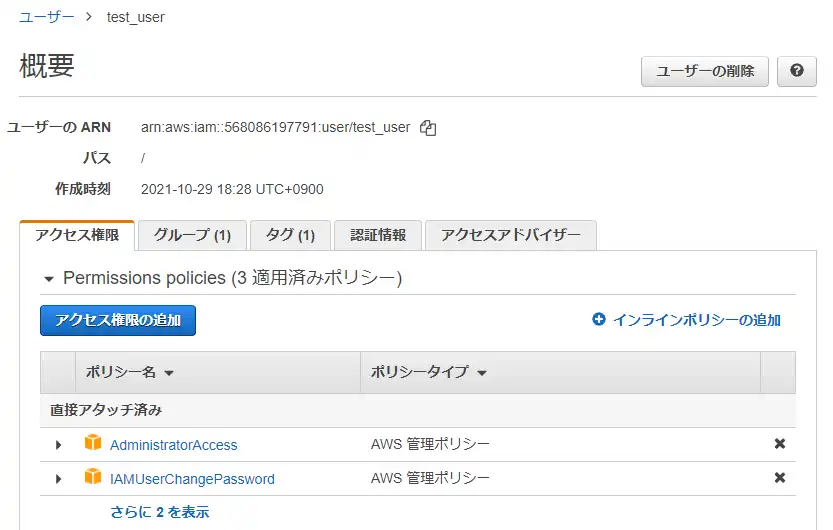 ユーザー > test_user
概要
ユーザーの削除
ユーザーの ARN arn:aws:iam::568086197791:user/test_user
パス /
作成時刻 2021-10-29 18:28 UTC+0900
アクセス権限 グループ (1) タグ (1) 認証情報 アクセスアドバイザー
Permissions policies (3 適用済みポリシー)
アクセス権限の追加 インラインポリシーの追加
ポリシー名 ポリシータイプ
直接アタッチ済み
AdministratorAccess AWS 管理ポリシー
IAMUserChangePassword AWS 管理ポリシー
さらに 2 を表示